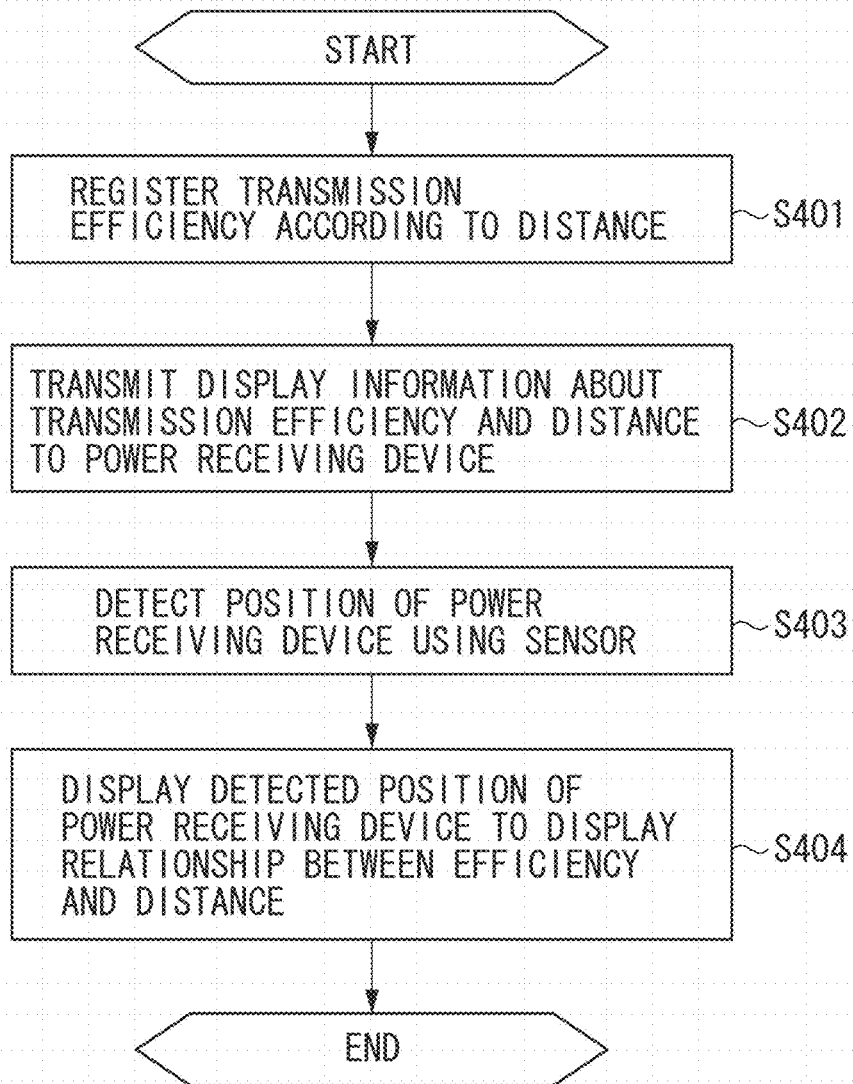 START
REGISTER TRANSMISSION
EFFICIENCY ACCORDING TO DISTANCE
S401
TRANSMIT DISPLAY INFORMATION ABOUT
TRANSMISSION EFFICIENCY AND DISTANCE
TO POWER RECEIVING DEVICE
S402
DETECT POSITION OF POWER
RECEIVING DEVICE USING SENSOR
S403
DISPLAY DETECTED POSITION OF
POWER RECEIVING DEVICE TO DISPLAY
RELATIONSHIP BETWEEN EFFICIENCY
AND DISTANCE
S404
END